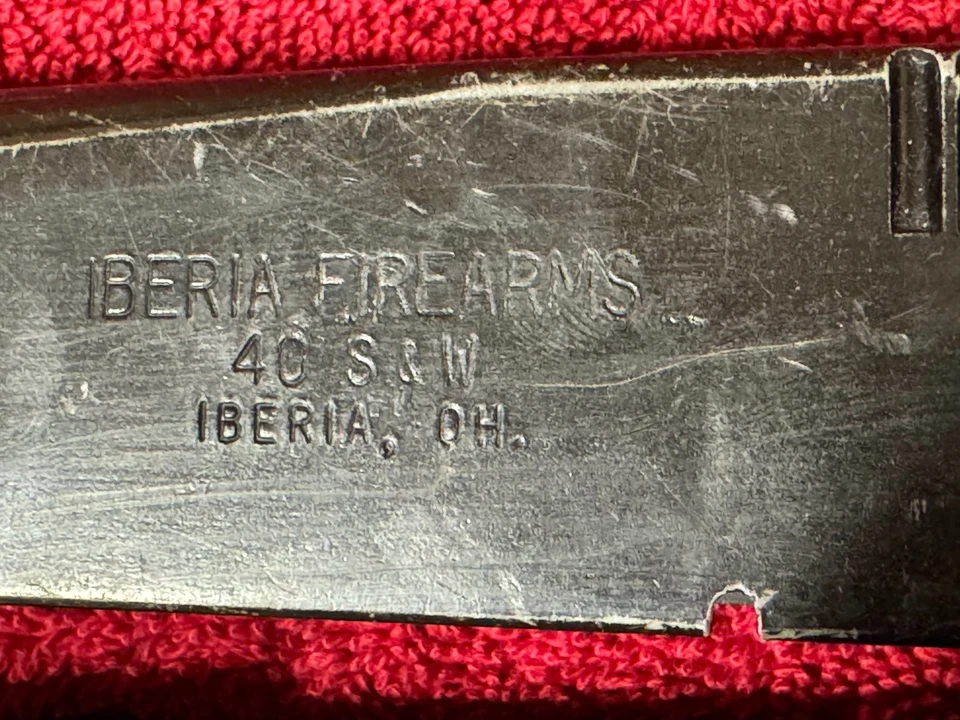 IBERIA FIREARMS
40 S & W
IBERIA, OH.